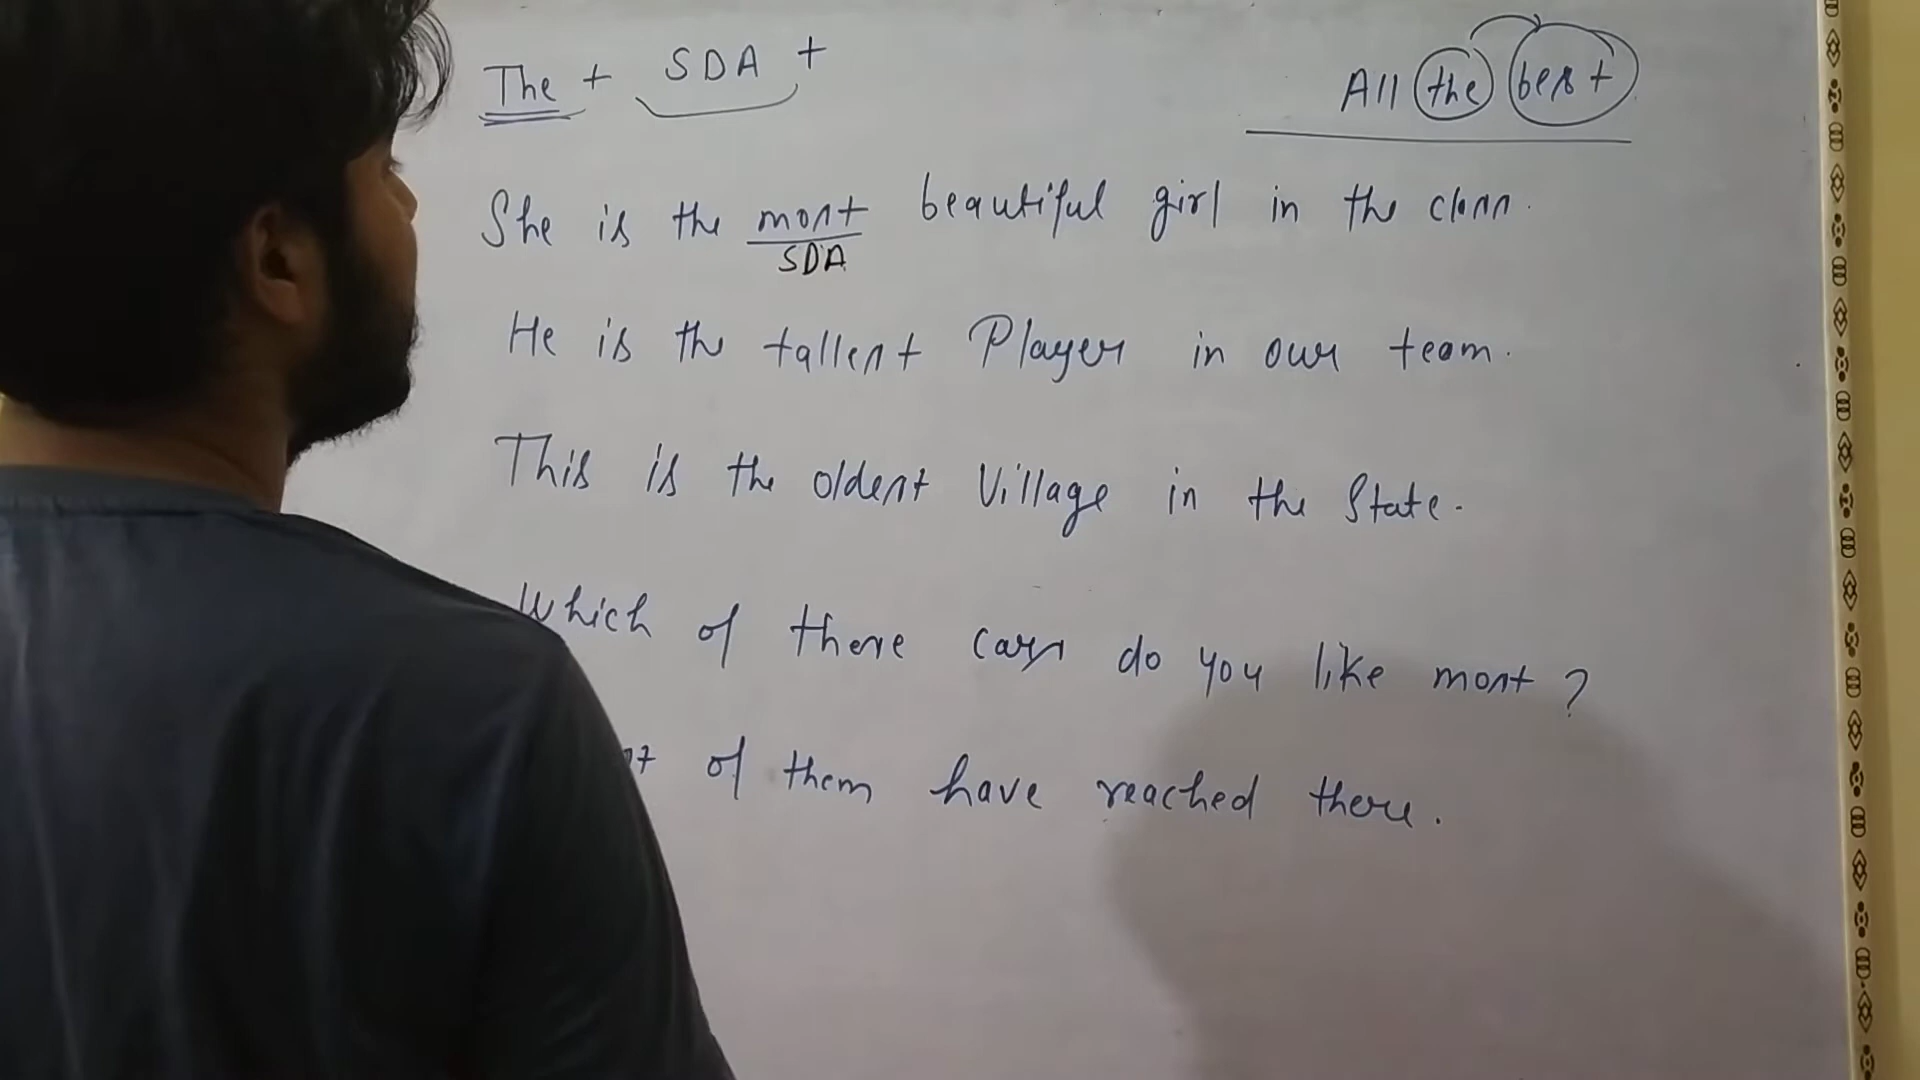 The + SDA +
All the best
She is the most beautiful girl in the class.
SDA
He is the tallest Player in our team.
This is the oldest Village in the State.
Which of these cars do you like most ?
of them have reached there.